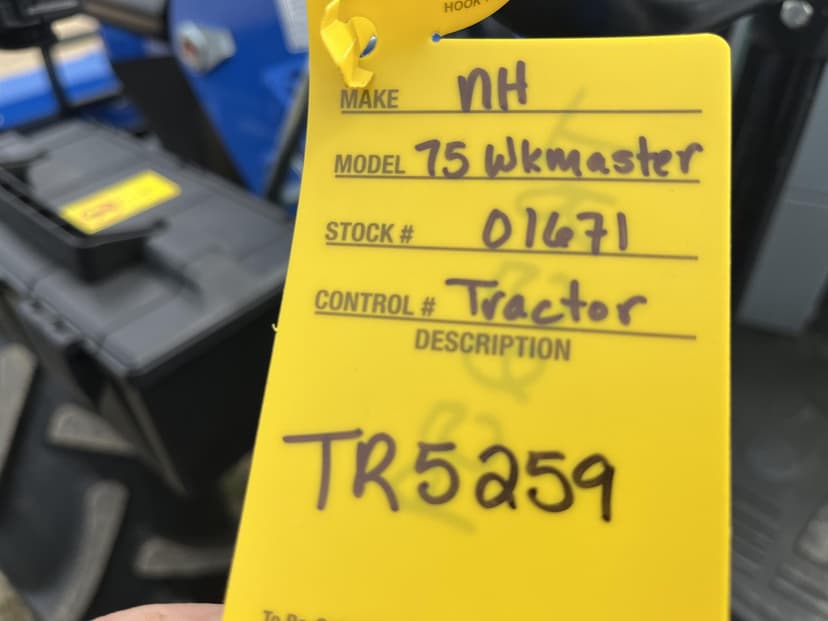 HOOK
MAKE NH
MODEL 75 Wkmaster
STOCK # 01671
CONTROL # Tractor
DESCRIPTION
TR5259